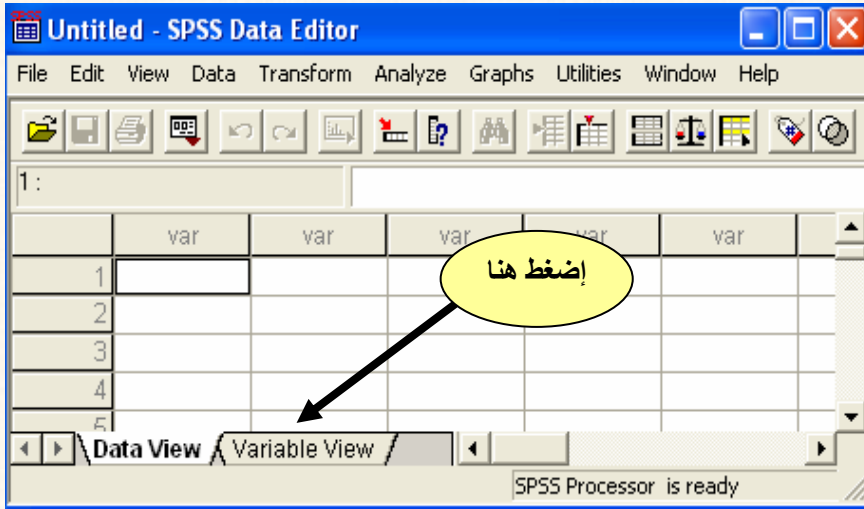 SPSS
Untitled - SPSS Data Editor
File Edit View Data Transform Analyze Graphs Utilities Window Help
1 :
var var var var var
1
إضغط هنا
2
3
4
5
Data View Variable View
SPSS Processor is ready